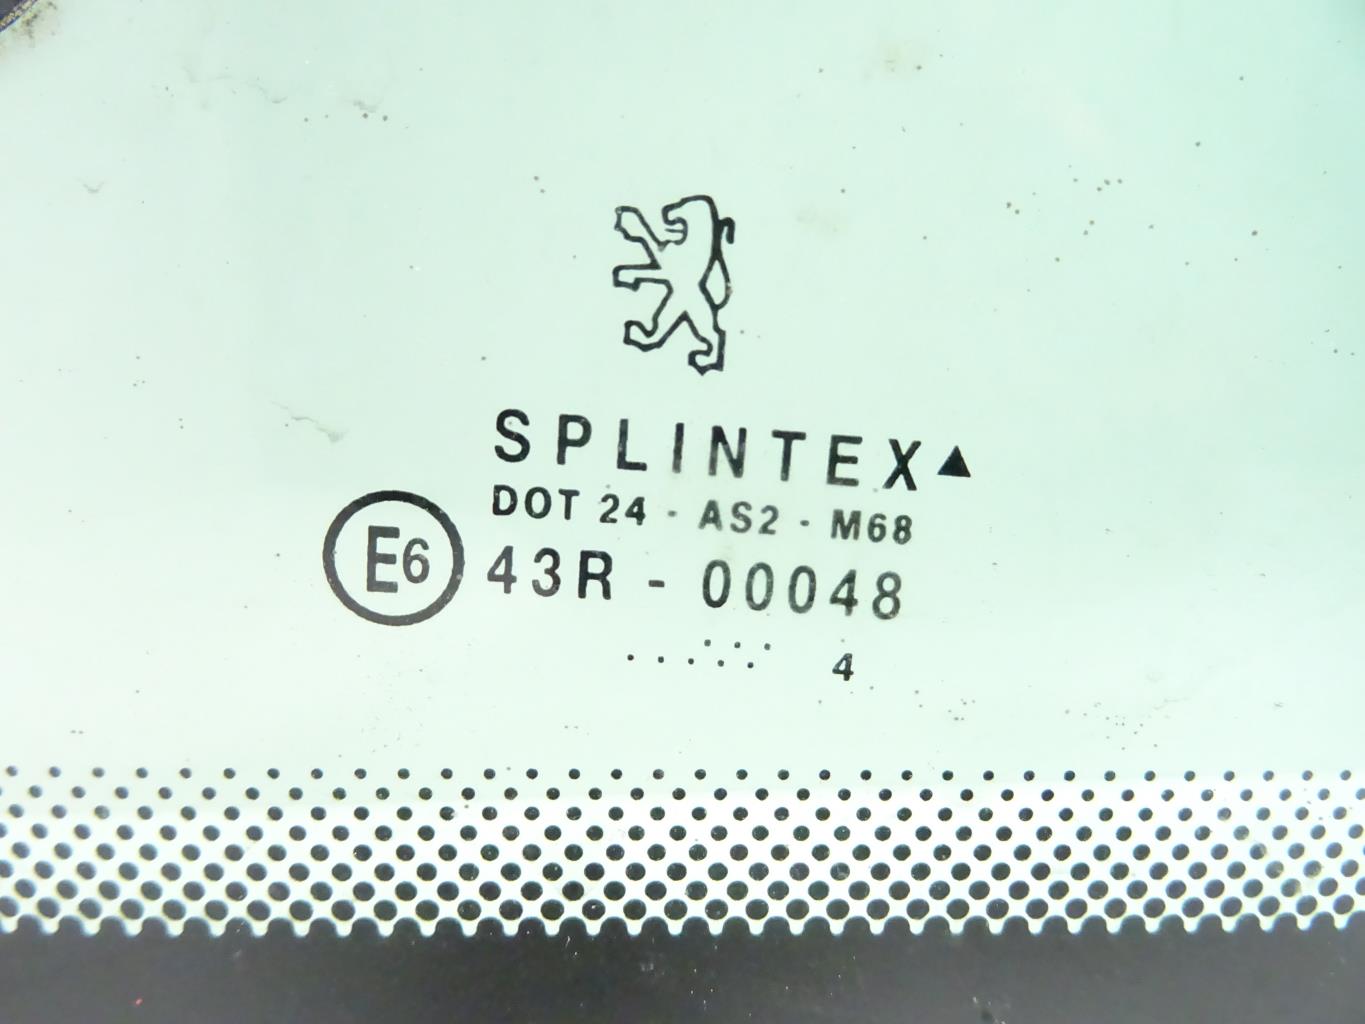 SPLINTEX▲
DOT 24 · AS2 · M68
E6 43R - 00048
4